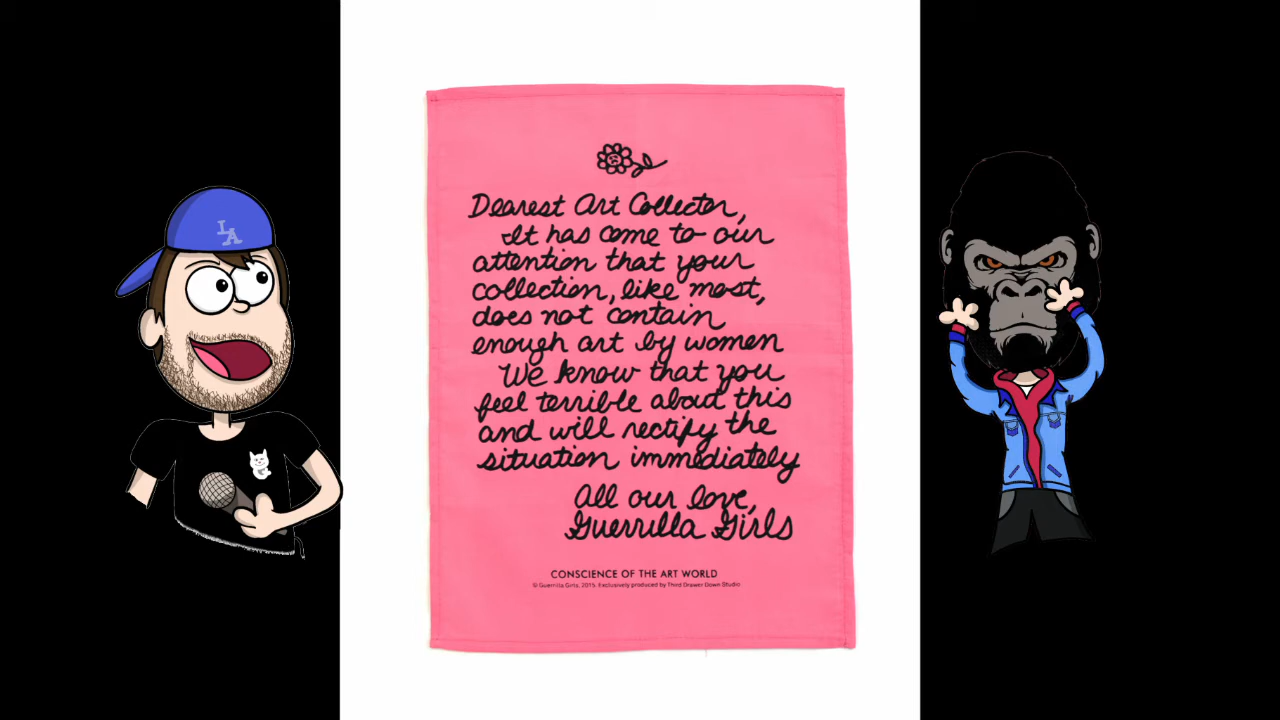 LA
Dearest Art Collector,
It has come to our
attention that your
collection, like most,
does not contain
enough art by women
We know that you
feel terrible about this
and will rectify the
situation immediately
All our love,
Guerrilla Girls
CONSCIENCE OF THE ART WORLD
© Guerrilla Girls, 2015. Exclusively produced by Third Drawer Down Studio